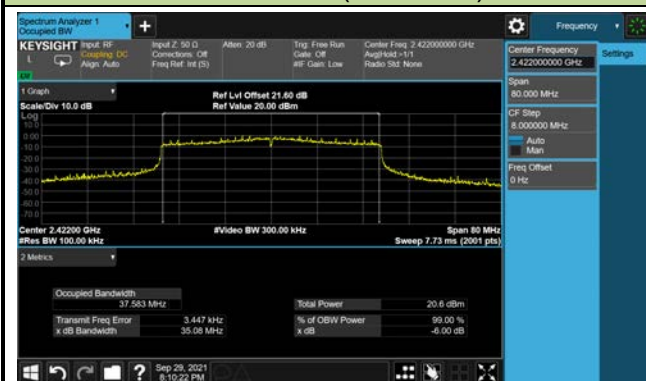 Spectrum Analyzer 1
Occupied BW
Frequency
KEYSIGHT
Input: RF
Coupling: DC
Align: Auto
Input Z: 50 Ω
Corrections: Off
Freq Ref: Int (S)
Atten: 20 dB
Trig: Free Run
Gate: Off
#IF Gain: Low
Center Freq: 2.422000000 GHz
Avg|Hold:>1/1
Radio Std: None
L
Center Frequency
2.422000000 GHz
Settings
Span
80.000 MHz
CF Step
8.000000 MHz
Auto
Man
Freq Offset
0 Hz
1 Graph
Scale/Div 10.0 dB
Ref Lvl Offset 21.60 dB
Ref Value 20.00 dBm
Log
10.0
0.00
-10.0
-20.0
-30.0
-40.0
-50.0
-60.0
-70.0
Center 2.42200 GHz
#Video BW 300.00 kHz
Span 80 MHz
#Res BW 100.00 kHz
Sweep 7.73 ms (2001 pts)
2 Metrics
Occupied Bandwidth
37.583 MHz
Total Power 20.6 dBm
Transmit Freq Error 3.447 kHz
% of OBW Power 99.00 %
x dB Bandwidth 35.08 MHz
x dB -6.00 dB
Sep 29, 2021
8:10:22 PM